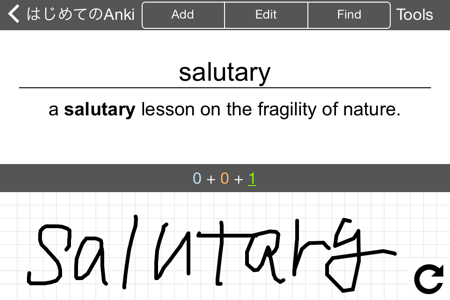 はじめてのAnki Add Edit Find Tools
salutary
a salutary lesson on the fragility of nature.
0 + 0 + 1
salutary